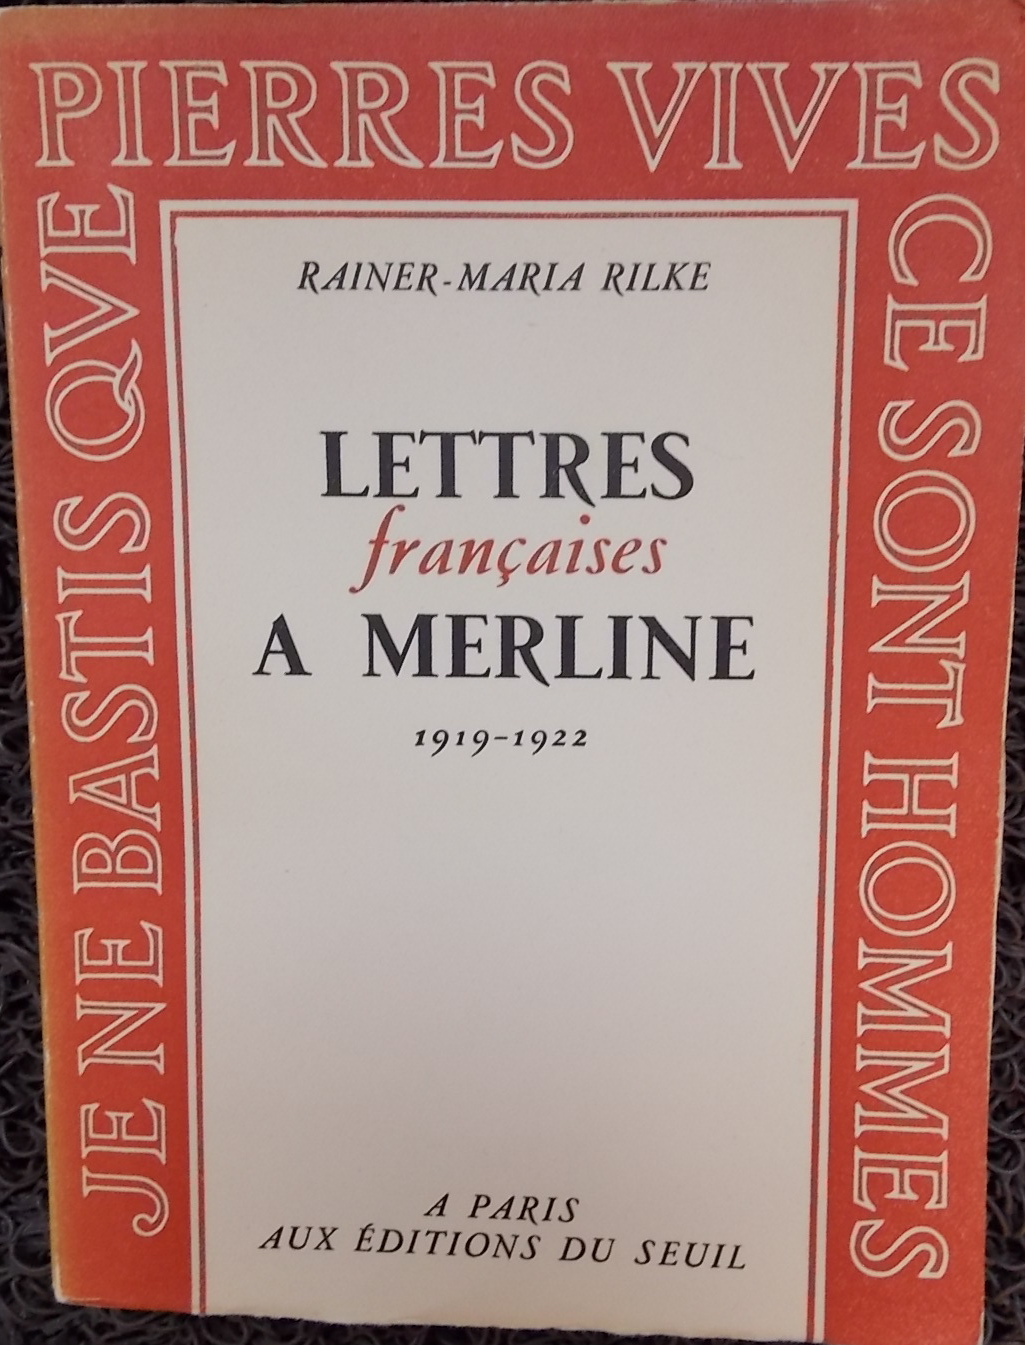 JE NE BASTIS QVE
PIERRES VIVES
CE SONT HOMMES
RAINER-MARIA RILKE
LETTRES
françaises
A MERLINE
1919-1922
A PARIS
AUX ÉDITIONS DU SEUIL